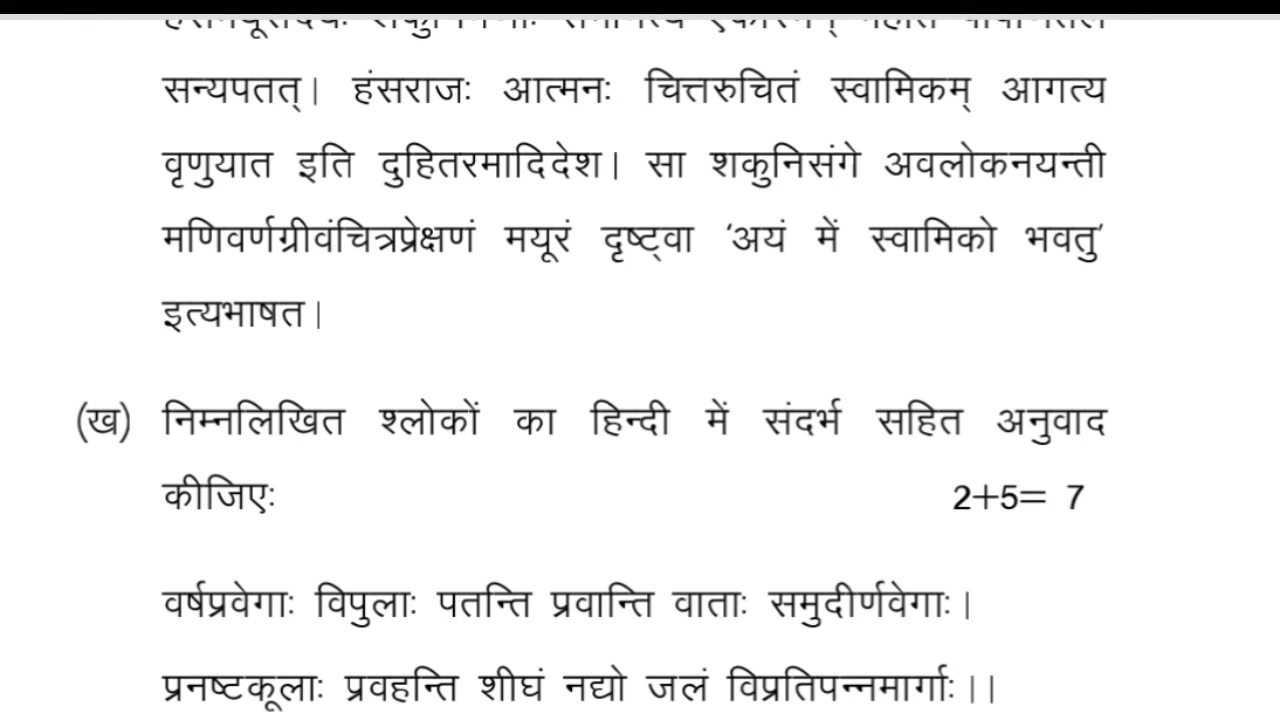 सन्यपतत्। हंसराजः आत्मनः चित्तरुचितं स्वामिकम् आगत्य
वृणुयात इति दुहितरमादिदेश। सा शकुनिसंगे अवलोकनयन्ती
मणिवर्णग्रीवंचित्रप्रेक्षणं मयूरं दृष्ट्वा ‘अयं में स्वामिको भवतु’
इत्यभाषत।
(ख) निम्नलिखित श्लोकों का हिन्दी में संदर्भ सहित अनुवाद
कीजिएः 2+5= 7
वर्षप्रवेगाः विपुलाः पतन्ति प्रवान्ति वाताः समुदीर्णवेगाः।
प्रनष्टकूलाः प्रवहन्ति शीघं नद्यो जलं विप्रतिपन्नमार्गाः।।